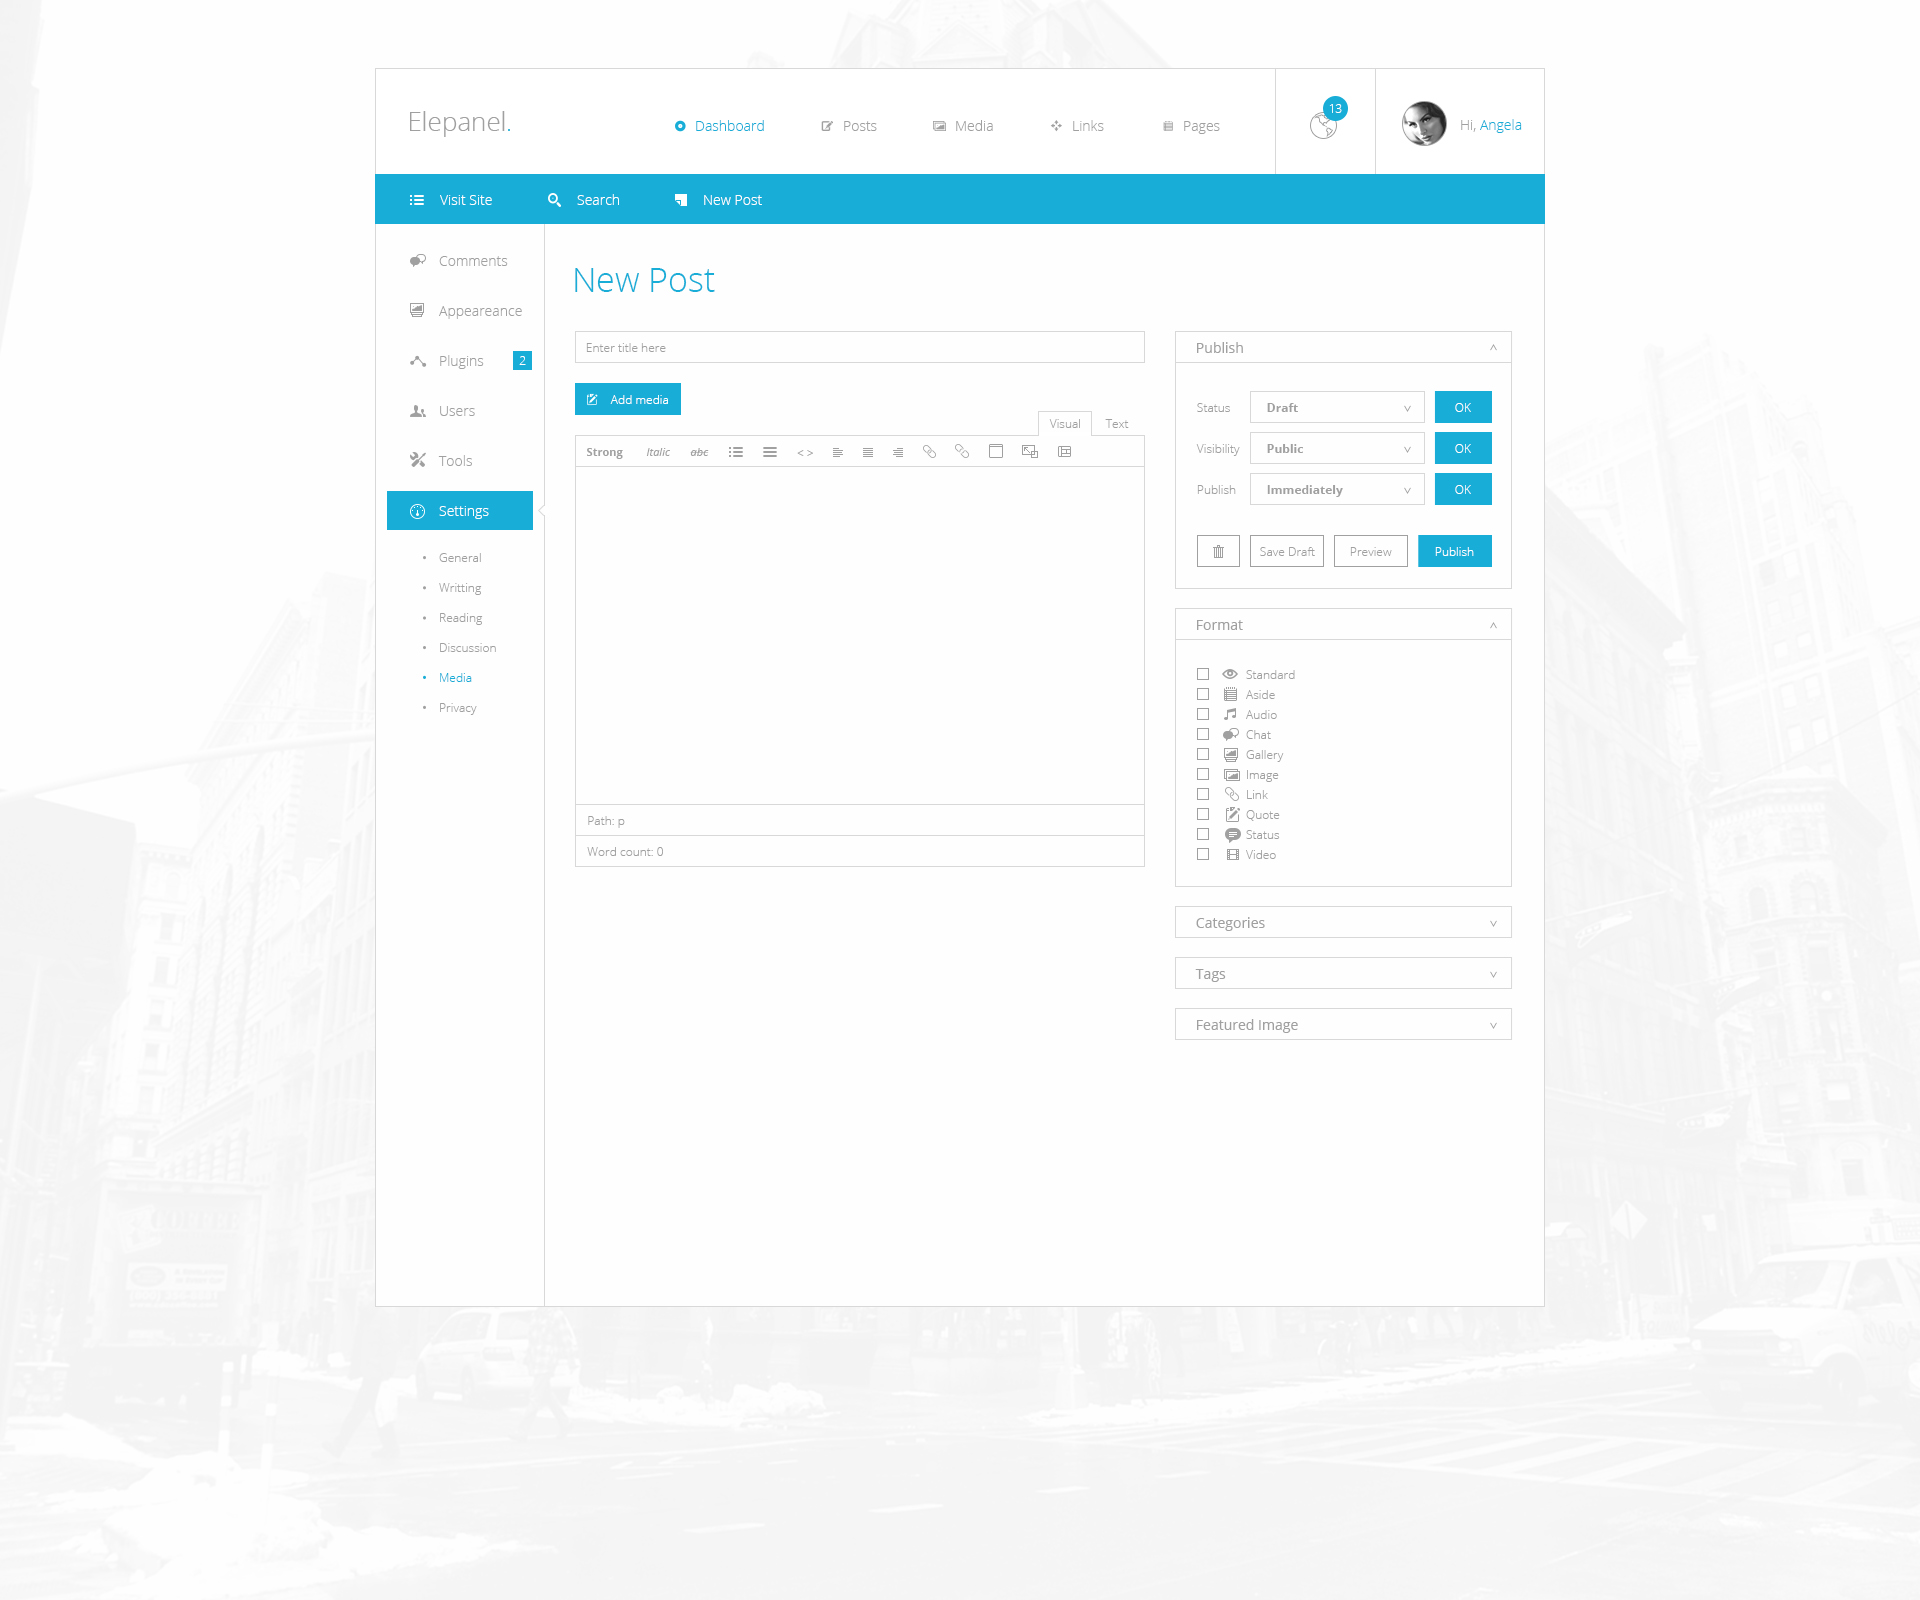 Elepanel.
Dashboard
Posts
Media
Links
Pages
13
Hi, Angela
Visit Site
Search
New Post
Comments
Appeareance
Plugins 2
Users
Tools
Settings
General
Writting
Reading
Discussion
Media
Privacy
New Post
Enter title here
Add media
Visual Text
Strong Italic abc < >
Path: p
Word count: 0
Publish
Status Draft OK
Visibility Public OK
Publish Immediately OK
Save Draft Preview Publish
Format
Standard
Aside
Audio
Chat
Gallery
Image
Link
Quote
Status
Video
Categories
Tags
Featured Image